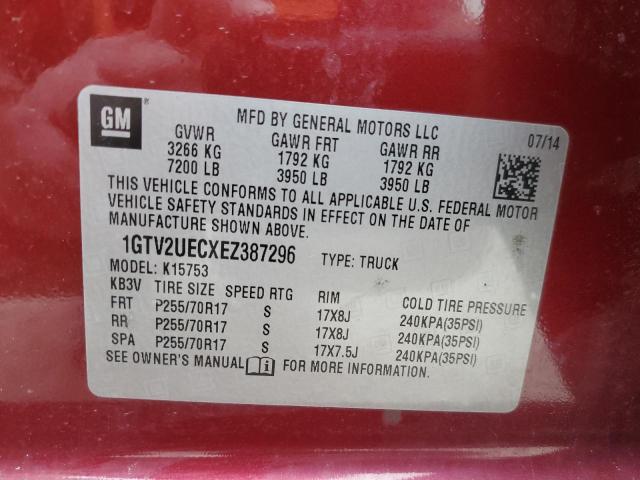 GM ® MFD BY GENERAL MOTORS LLC 07/14
GVWR GAWR FRT GAWR RR
3266 KG 1792 KG 1792 KG
7200 LB 3950 LB 3950 LB
THIS VEHICLE CONFORMS TO ALL APPLICABLE U.S. FEDERAL MOTOR
VEHICLE SAFETY STANDARDS IN EFFECT ON THE DATE OF
MANUFACTURE SHOWN ABOVE.
1GTV2UECXEZ387296 TYPE: TRUCK
MODEL: K15753
KB3V TIRE SIZE SPEED RTG RIM COLD TIRE PRESSURE
FRT P255/70R17 S 17X8J 240KPA(35PSI)
RR P255/70R17 S 17X8J 240KPA(35PSI)
SPA P255/70R17 S 17X7.5J 240KPA(35PSI)
SEE OWNER'S MANUAL FOR MORE INFORMATION.